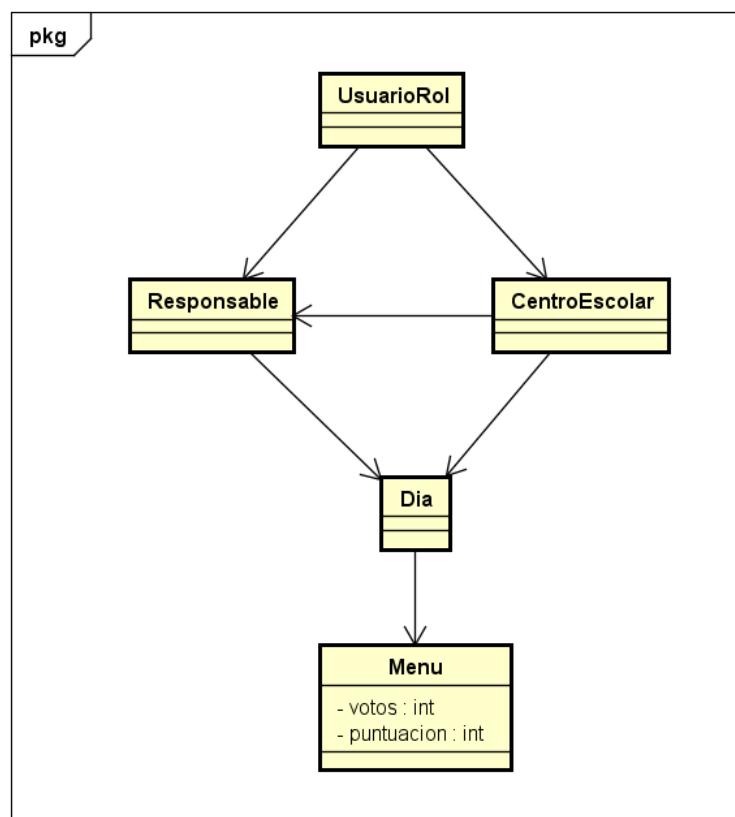 pkg
UsuarioRol
Responsable
CentroEscolar
Dia
Menu
- votos : int
- puntuacion : int